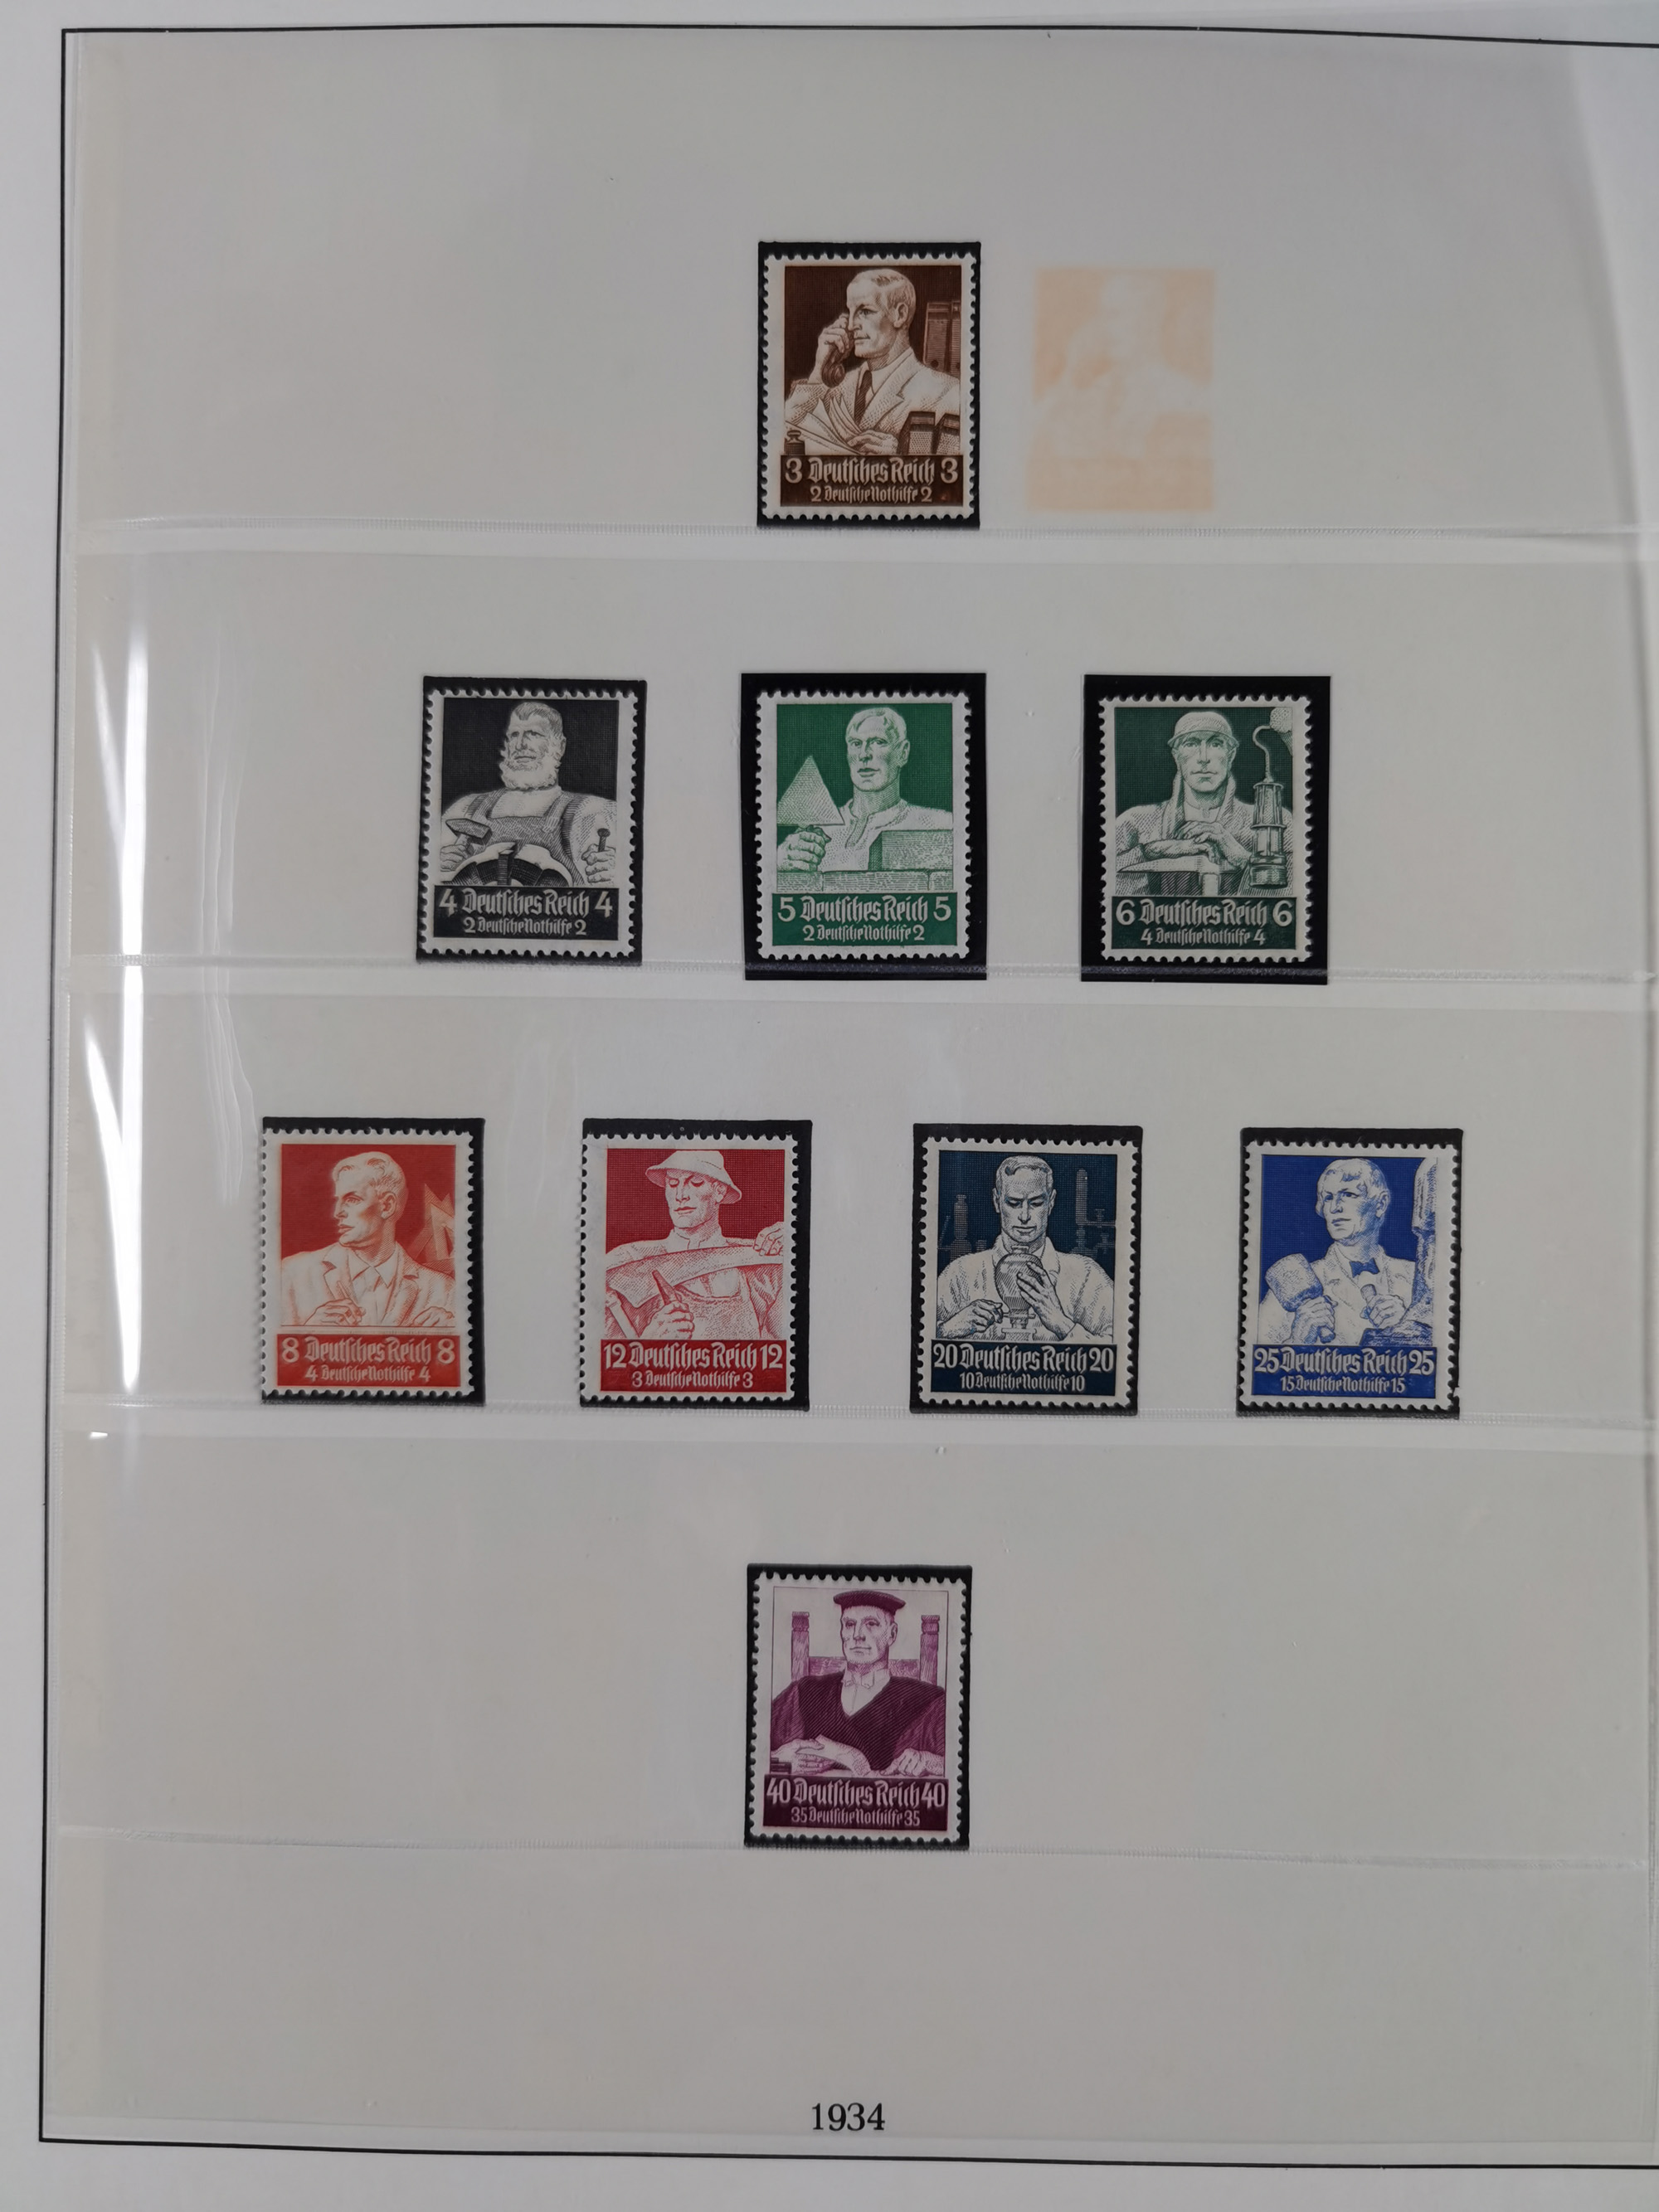 3 Deutsches Reich 3
2 Deutsche Nothilfe 2
4 Deutsches Reich 4
2 Deutsche Nothilfe 2
5 Deutsches Reich 5
2 Deutsche Nothilfe 2
6 Deutsches Reich 6
4 Deutsche Nothilfe 4
8 Deutsches Reich 8
4 Deutsche Nothilfe 4
12 Deutsches Reich 12
3 Deutsche Nothilfe 3
20 Deutsches Reich 20
10 Deutsche Nothilfe 10
25 Deutsches Reich 25
15 Deutsche Nothilfe 15
40 Deutsches Reich 40
35 Deutsche Nothilfe 35
1934